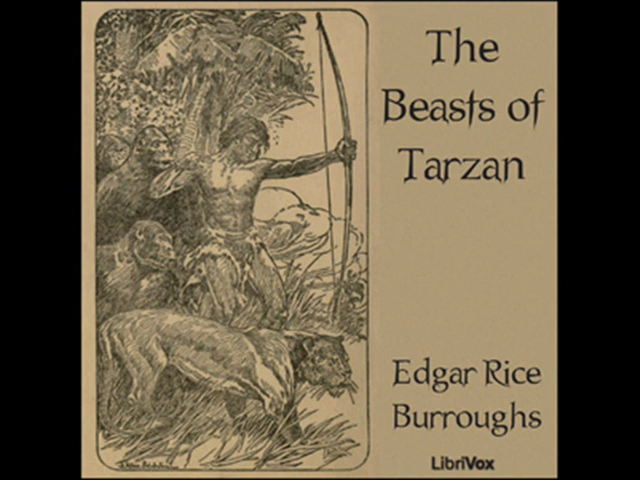 The
Beasts of
Tarzan
Edgar Rice
Burroughs
LibriVox